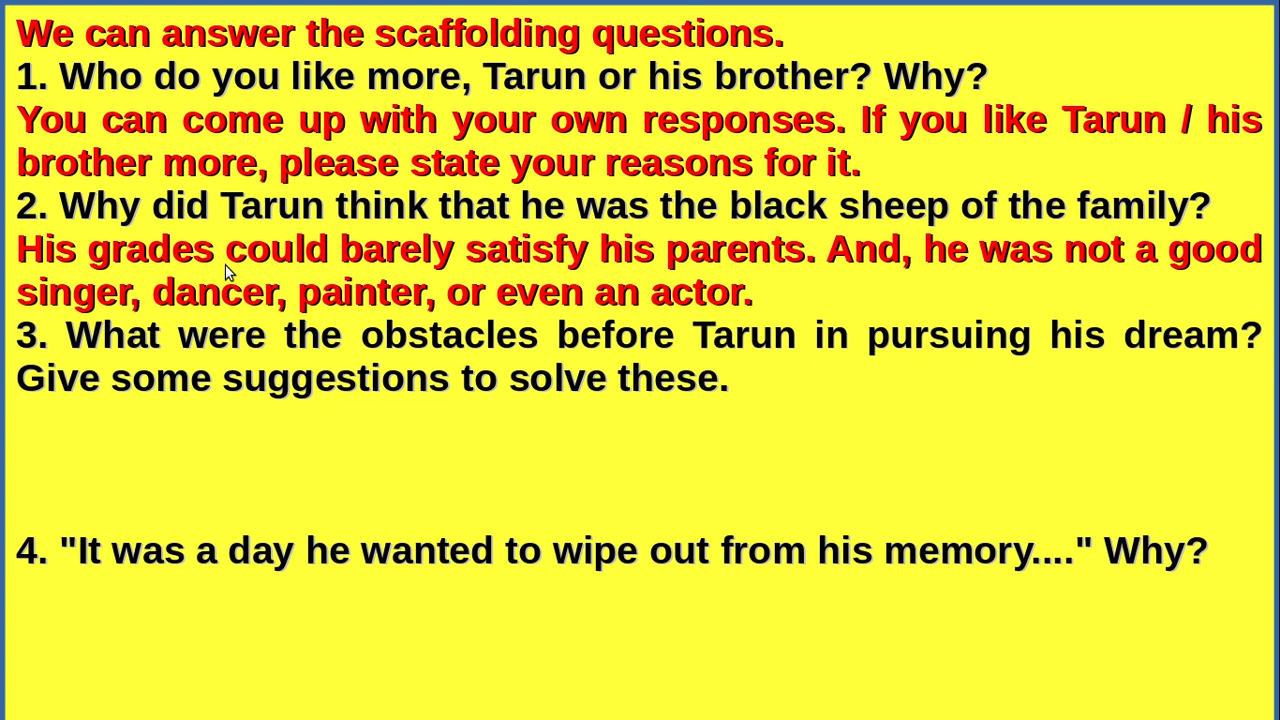 We can answer the scaffolding questions.
1. Who do you like more, Tarun or his brother? Why?
You can come up with your own responses. If you like Tarun / his
brother more, please state your reasons for it.
2. Why did Tarun think that he was the black sheep of the family?
His grades could barely satisfy his parents. And, he was not a good
singer, dancer, painter, or even an actor.
3. What were the obstacles before Tarun in pursuing his dream?
Give some suggestions to solve these.
4. "It was a day he wanted to wipe out from his memory...." Why?